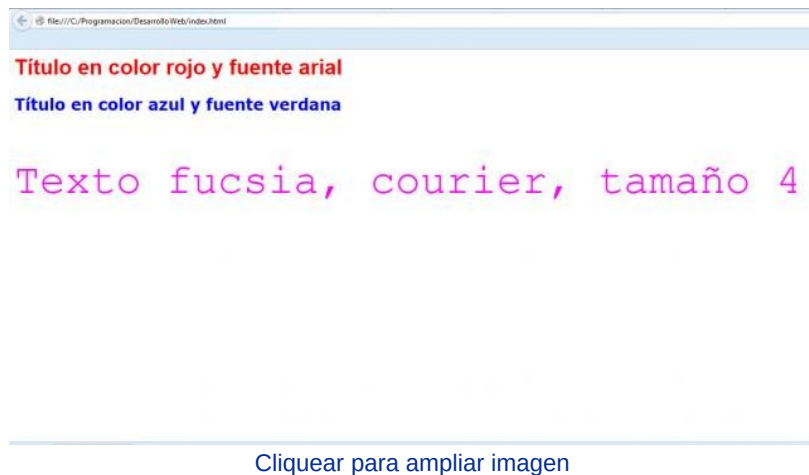 file:///C:/Programacion/DesarrolloWeb/index.html
Título en color rojo y fuente arial
Título en color azul y fuente verdana
Texto fucsia, courier, tamaño 4
Cliquear para ampliar imagen